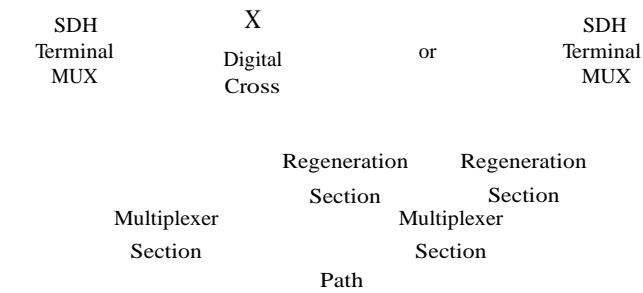 SDH
Terminal
MUX
X
Digital
Cross
or
SDH
Terminal
MUX
Regeneration Regeneration
Section Section
Multiplexer Multiplexer
Section Section
Path